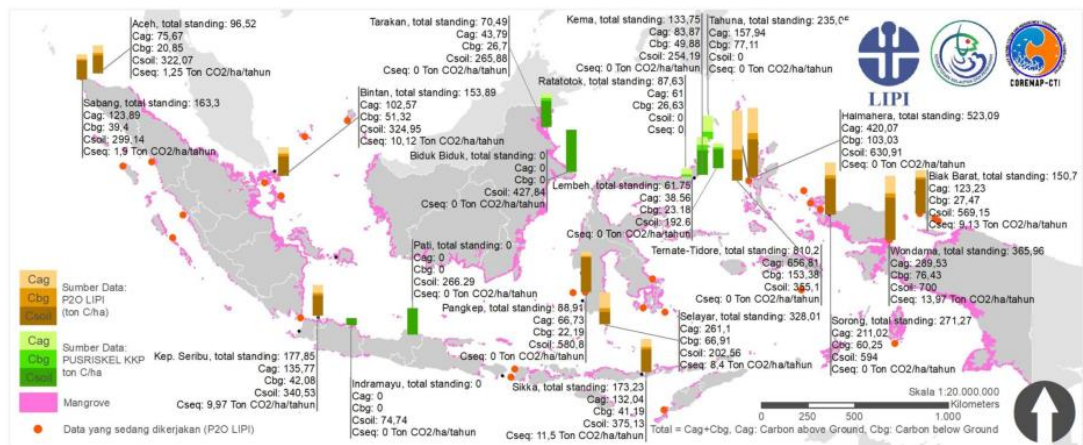 Aceh, total standing: 96,52
Cag: 75,67
Cbg: 20,85
Csoil: 322,07
Cseq: 1,25 Ton CO2/ha/tahun
Sabang, total standing: 163,3
Cag: 123,89
Cbg: 39,4
Csoil: 299,14
Cseq: 1,9 Ton CO2/ha/tahun
Bintan, total standing: 153,89
Cag: 102,57
Cbg: 51,32
Csoil: 324,95
Cseq: 10,12 Ton CO2/ha/tahun
Tarakan, total standing: 70,49
Cag: 43,79
Cbg: 26,7
Csoil: 265,88
Cseq: 0 Ton CO2/ha/tahun
Biduk Biduk, total standing: 0
Cag: 0
Cbg: 0
Csoil: 427,84
Cseq: 0 Ton CO2/ha/tahun
Kema, total standing: 133,75
Cag: 83,87
Cbg: 49,88
Csoil: 254,19
Cseq: 0 Ton CO2/ha/tahun
Ratatotok, total standing: 87,63
Cag: 61
Cbg: 26,63
Csoil: 0
Cseq: 0
Tahuna, total standing: 235,05
Cag: 157,94
Cbg: 77,11
Csoil: 0
Cseq: 0 Ton CO2/ha/tahun
LIPI
COREMAP-CTI
Halmahera, total standing: 523,09
Cag: 420,07
Cbg: 103,03
Csoil: 630,91
Cseq: 0 Ton CO2/ha/tahun
Biak Barat, total standing: 150,7
Cag: 123,23
Cbg: 27,47
Csoil: 569,15
Cseq: 9,13 Ton CO2/ha/tahun
Lembeh, total standing: 61.75
Cag: 38.56
Cbg: 23.18
Csoil: 192.6
Cseq: 0 Ton CO2/ha/tahun
Ternate-Tidore, total standing: 810,2
Cag: 656,81
Cbg: 153,38
Csoil: 355,1
Cseq: 0 Ton CO2/ha/tahun
Wondama, total standing: 365,96
Cag: 289,53
Cbg: 76,43
Csoil: 700
Cseq: 13,97 Ton CO2/ha/tahun
Pati, total standing: 0
Cag: 0
Cbg: 0
Csoil: 266.29
Cseq: 0 Ton CO2/ha/tahun
Pangkep, total standing: 88,91
Cag: 66,73
Cbg: 22,19
Csoil: 580,8
Cseq: 0 Ton CO2/ha/tahun
Selayar, total standing: 328,01
Cag: 261,1
Cbg: 66,91
Csoil: 202,56
Cseq: 8,4 Ton CO2/ha/tahun
Sorong, total standing: 271,27
Cag: 211,02
Cbg: 60,25
Csoil: 594
Cseq: 0 Ton CO2/ha/tahun
Kep. Seribu, total standing: 177,85
Cag: 135,77
Cbg: 42,08
Csoil: 340,53
Cseq: 9,97 Ton CO2/ha/tahun
Indramayu, total standing: 0
Cag: 0
Cbg: 0
Csoil: 74,74
Cseq: 0 Ton CO2/ha/tahun
Sikka, total standing: 173,23
Cag: 132,04
Cbg: 41,19
Csoil: 375,13
Cseq: 11,5 Ton CO2/ha/tahun
Cag
Cbg
Csoil
Sumber Data:
P2O LIPI
(ton C/ha)
Cag
Cbg
Csoil
Sumber Data:
PUSRISKEL KKP
ton C/ha
Mangrove
Data yang sedang dikerjakan (P2O LIPI)
Skala 1:20.000.000
Kilometers
0 250 500 1.000
Total = Cag+Cbg, Cag: Carbon above Ground, Cbg: Carbon below Ground